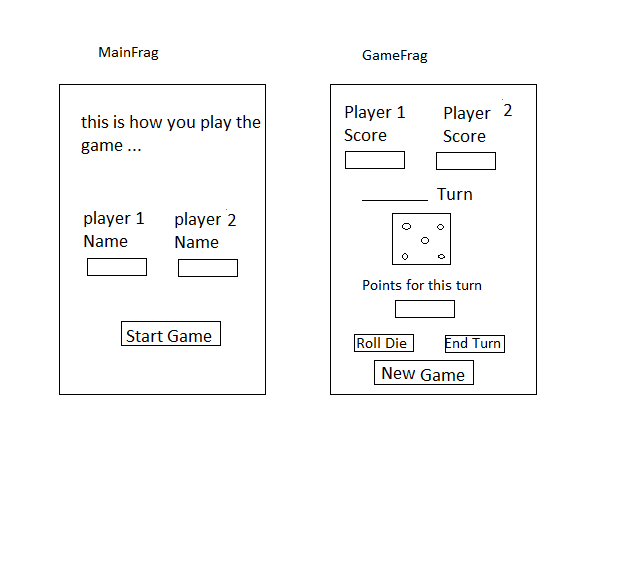 MainFrag
this is how you play the
game ...
player 1
Name
player 2
Name
Start Game
GameFrag
Player 1
Score
Player 2
Score
_______ Turn
Points for this turn
Roll Die
End Turn
New Game